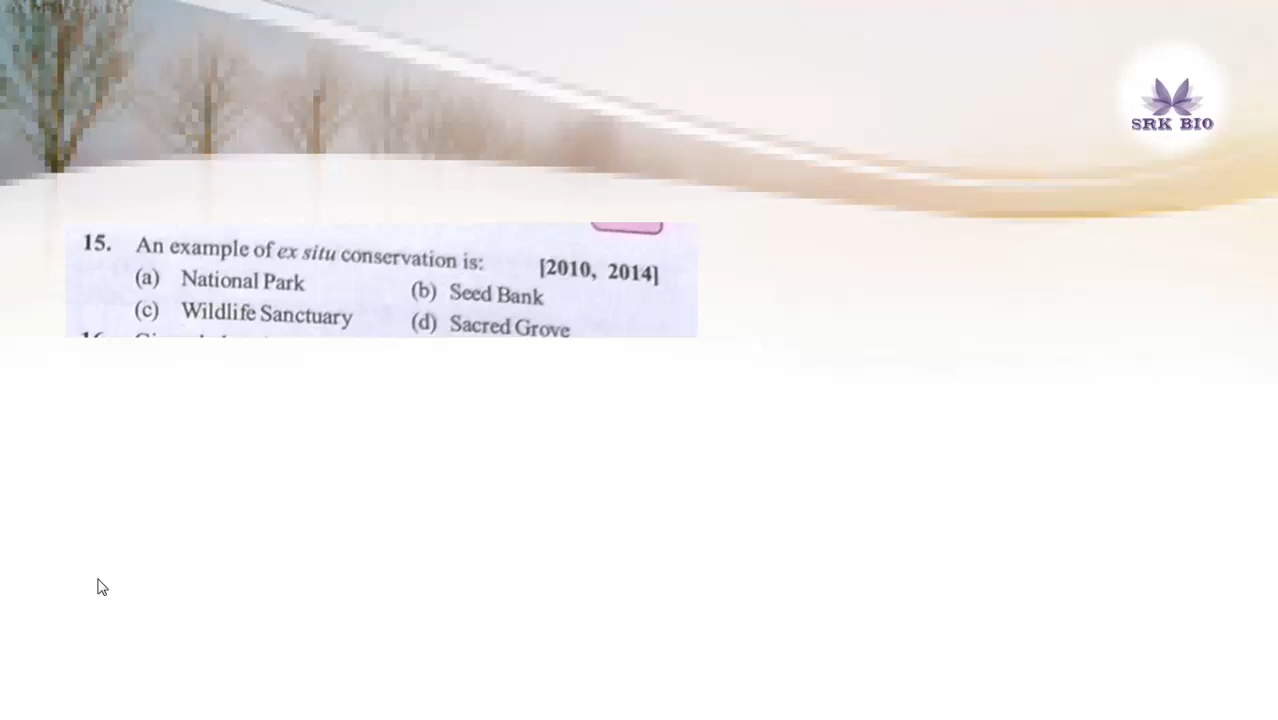 SRK BIO
15. An example of ex situ conservation is: [2010, 2014]
(a) National Park (b) Seed Bank
(c) Wildlife Sanctuary (d) Sacred Grove